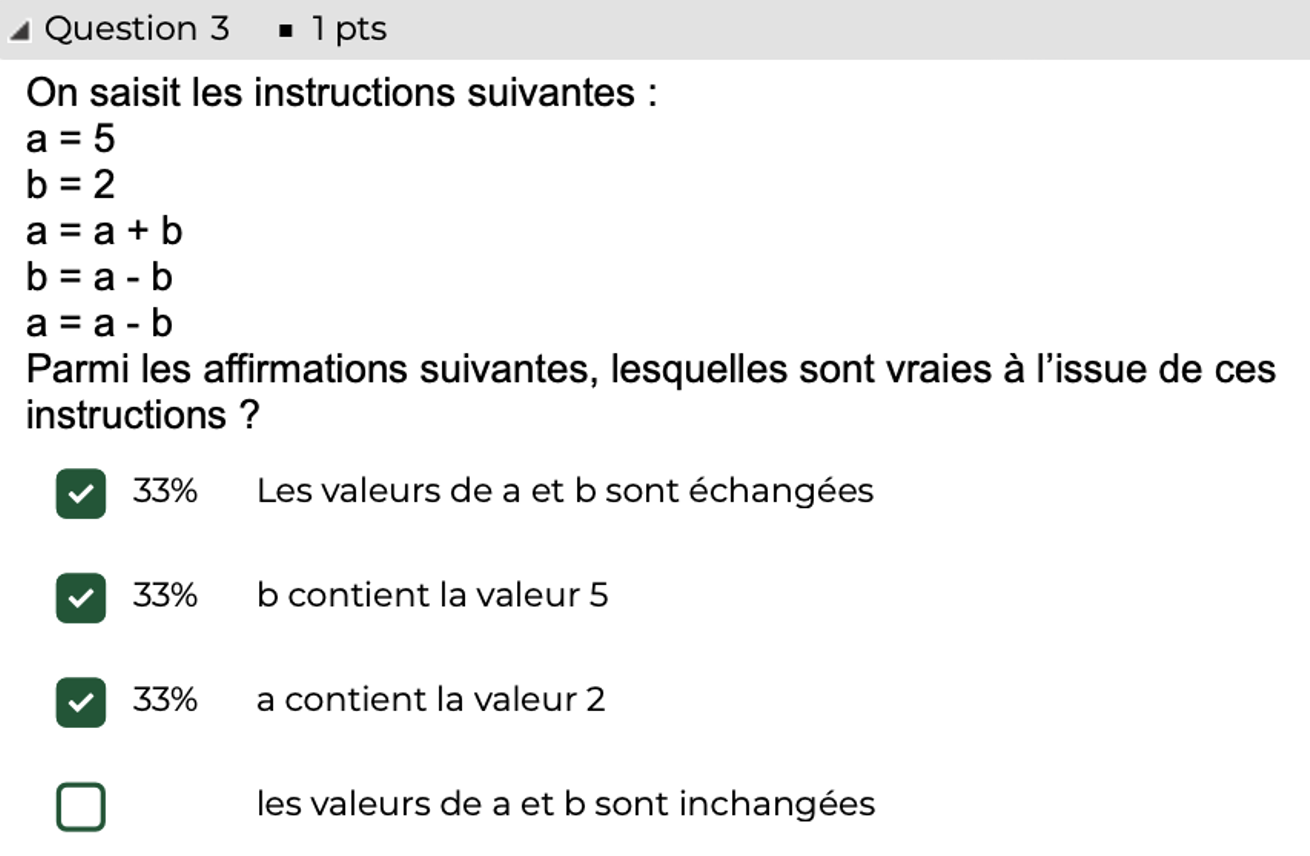 Question 3 ▪ 1 pts
On saisit les instructions suivantes :
a = 5
b = 2
a = a + b
b = a - b
a = a - b
Parmi les affirmations suivantes, lesquelles sont vraies à l’issue de ces
instructions ?
33% Les valeurs de a et b sont échangées
33% b contient la valeur 5
33% a contient la valeur 2
les valeurs de a et b sont inchangées